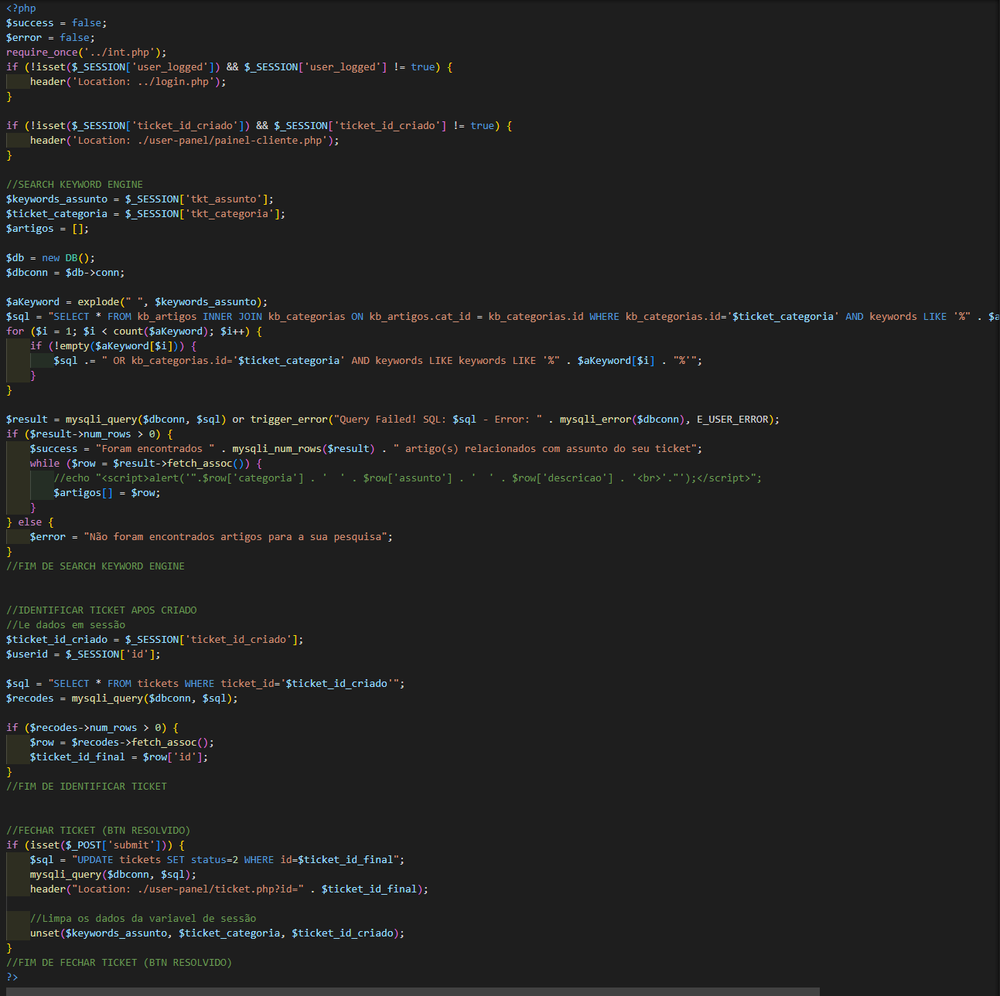 <?php
$success = false;
$error = false;
require_once('../int.php');
if (!isset($_SESSION['user_logged']) && $_SESSION['user_logged'] != true) {
    header('Location: ../login.php');
}

if (!isset($_SESSION['ticket_id_criado']) && $_SESSION['ticket_id_criado'] != true) {
    header('Location: ./user-panel/painel-cliente.php');
}

//SEARCH KEYWORD ENGINE
$keywords_assunto = $_SESSION['tkt_assunto'];
$ticket_categoria = $_SESSION['tkt_categoria'];
$artigos = [];

$db = new DB();
$dbconn = $db->conn;

$aKeyword = explode(" ", $keywords_assunto);
$sql = "SELECT * FROM kb_artigos INNER JOIN kb_categorias ON kb_artigos.cat_id = kb_categorias.id WHERE kb_categorias.id='$ticket_categoria' AND keywords LIKE '%" . $a
for ($i = 1; $i < count($aKeyword); $i++) {
    if (!empty($aKeyword[$i])) {
        $sql .= " OR kb_categorias.id='$ticket_categoria' AND keywords LIKE keywords LIKE '%" . $aKeyword[$i] . "%'";
    }
}

$result = mysqli_query($dbconn, $sql) or trigger_error("Query Failed! SQL: $sql - Error: " . mysqli_error($dbconn), E_USER_ERROR);
if ($result->num_rows > 0) {
    $success = "Foram encontrados " . mysqli_num_rows($result) . " artigo(s) relacionados com assunto do seu ticket";
    while ($row = $result->fetch_assoc()) {
        //echo "<script>alert('".$row['categoria'] . '  ' . $row['assunto'] . '  ' . $row['descricao'] . '<br>'."');</script>";
        $artigos[] = $row;
    }
} else {
    $error = "Não foram encontrados artigos para a sua pesquisa";
}
//FIM DE SEARCH KEYWORD ENGINE


//IDENTIFICAR TICKET APOS CRIADO
//Le dados em sessão
$ticket_id_criado = $_SESSION['ticket_id_criado'];
$userid = $_SESSION['id'];

$sql = "SELECT * FROM tickets WHERE ticket_id='$ticket_id_criado'";
$recodes = mysqli_query($dbconn, $sql);

if ($recodes->num_rows > 0) {
    $row = $recodes->fetch_assoc();
    $ticket_id_final = $row['id'];
}
//FIM DE IDENTIFICAR TICKET


//FECHAR TICKET (BTN RESOLVIDO)
if (isset($_POST['submit'])) {
    $sql = "UPDATE tickets SET status=2 WHERE id=$ticket_id_final";
    mysqli_query($dbconn, $sql);
    header("Location: ./user-panel/ticket.php?id=" . $ticket_id_final);

    //Limpa os dados da variavel de sessão
    unset($keywords_assunto, $ticket_categoria, $ticket_id_criado);
}
//FIM DE FECHAR TICKET (BTN RESOLVIDO)
?>